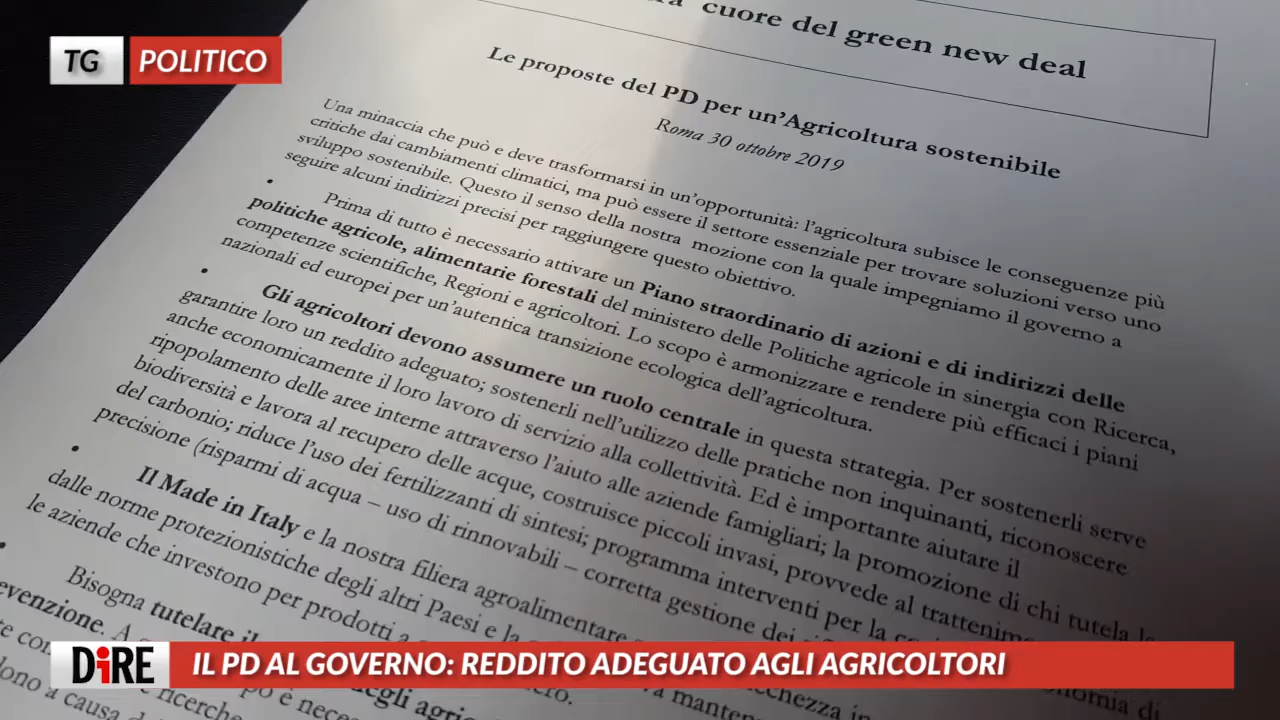 TG POLITICO
cuore del green new deal
Le proposte del PD per un'Agricoltura sostenibile
Roma 30 ottobre 2019
Una minaccia che può e deve trasformarsi in un'opportunità: l'agricoltura subisce le conseguenze più
critiche dai cambiamenti climatici, ma può essere il settore essenziale per trovare soluzioni verso uno
sviluppo sostenibile. Questo il senso della nostra mozione con la quale impegniamo il governo a
seguire alcuni indirizzi precisi per raggiungere questo obiettivo.
• Prima di tutto è necessario attivare un Piano straordinario di azioni e di indirizzi delle
politiche agricole, alimentarie forestali del ministero delle Politiche agricole in sinergia con Ricerca,
competenze scientifiche, Regioni e agricoltori. Lo scopo è armonizzare e rendere più efficaci i piani
nazionali ed europei per un'autentica transizione ecologica dell'agricoltura.
• Gli agricoltori devono assumere un ruolo centrale in questa strategia. Per sostenerli serve
garantire loro un reddito adeguato; sostenerli nell'utilizzo delle pratiche non inquinanti, riconoscere
anche economicamente il loro lavoro di servizio alla collettività. Ed è importante aiutare il
ripopolamento delle aree interne attraverso l'aiuto alle aziende famigliari; la promozione di chi tutela la
biodiversità e lavora al recupero delle acque, costruisce piccoli invasi, provvede al
del carbonio; riduce l'uso dei fertilizzanti di sintesi; programma interventi per la
precisione (risparmi di acqua – uso di rinnovabili – corretta gestione dei
• Il Made in Italy e la nostra filiera agroalimentare
dalle norme protezionistiche degli altri Paesi e la
le aziende che investono per prodotti a
• Bisogna tutelare il
DiRE IL PD AL GOVERNO: REDDITO ADEGUATO AGLI AGRICOLTORI